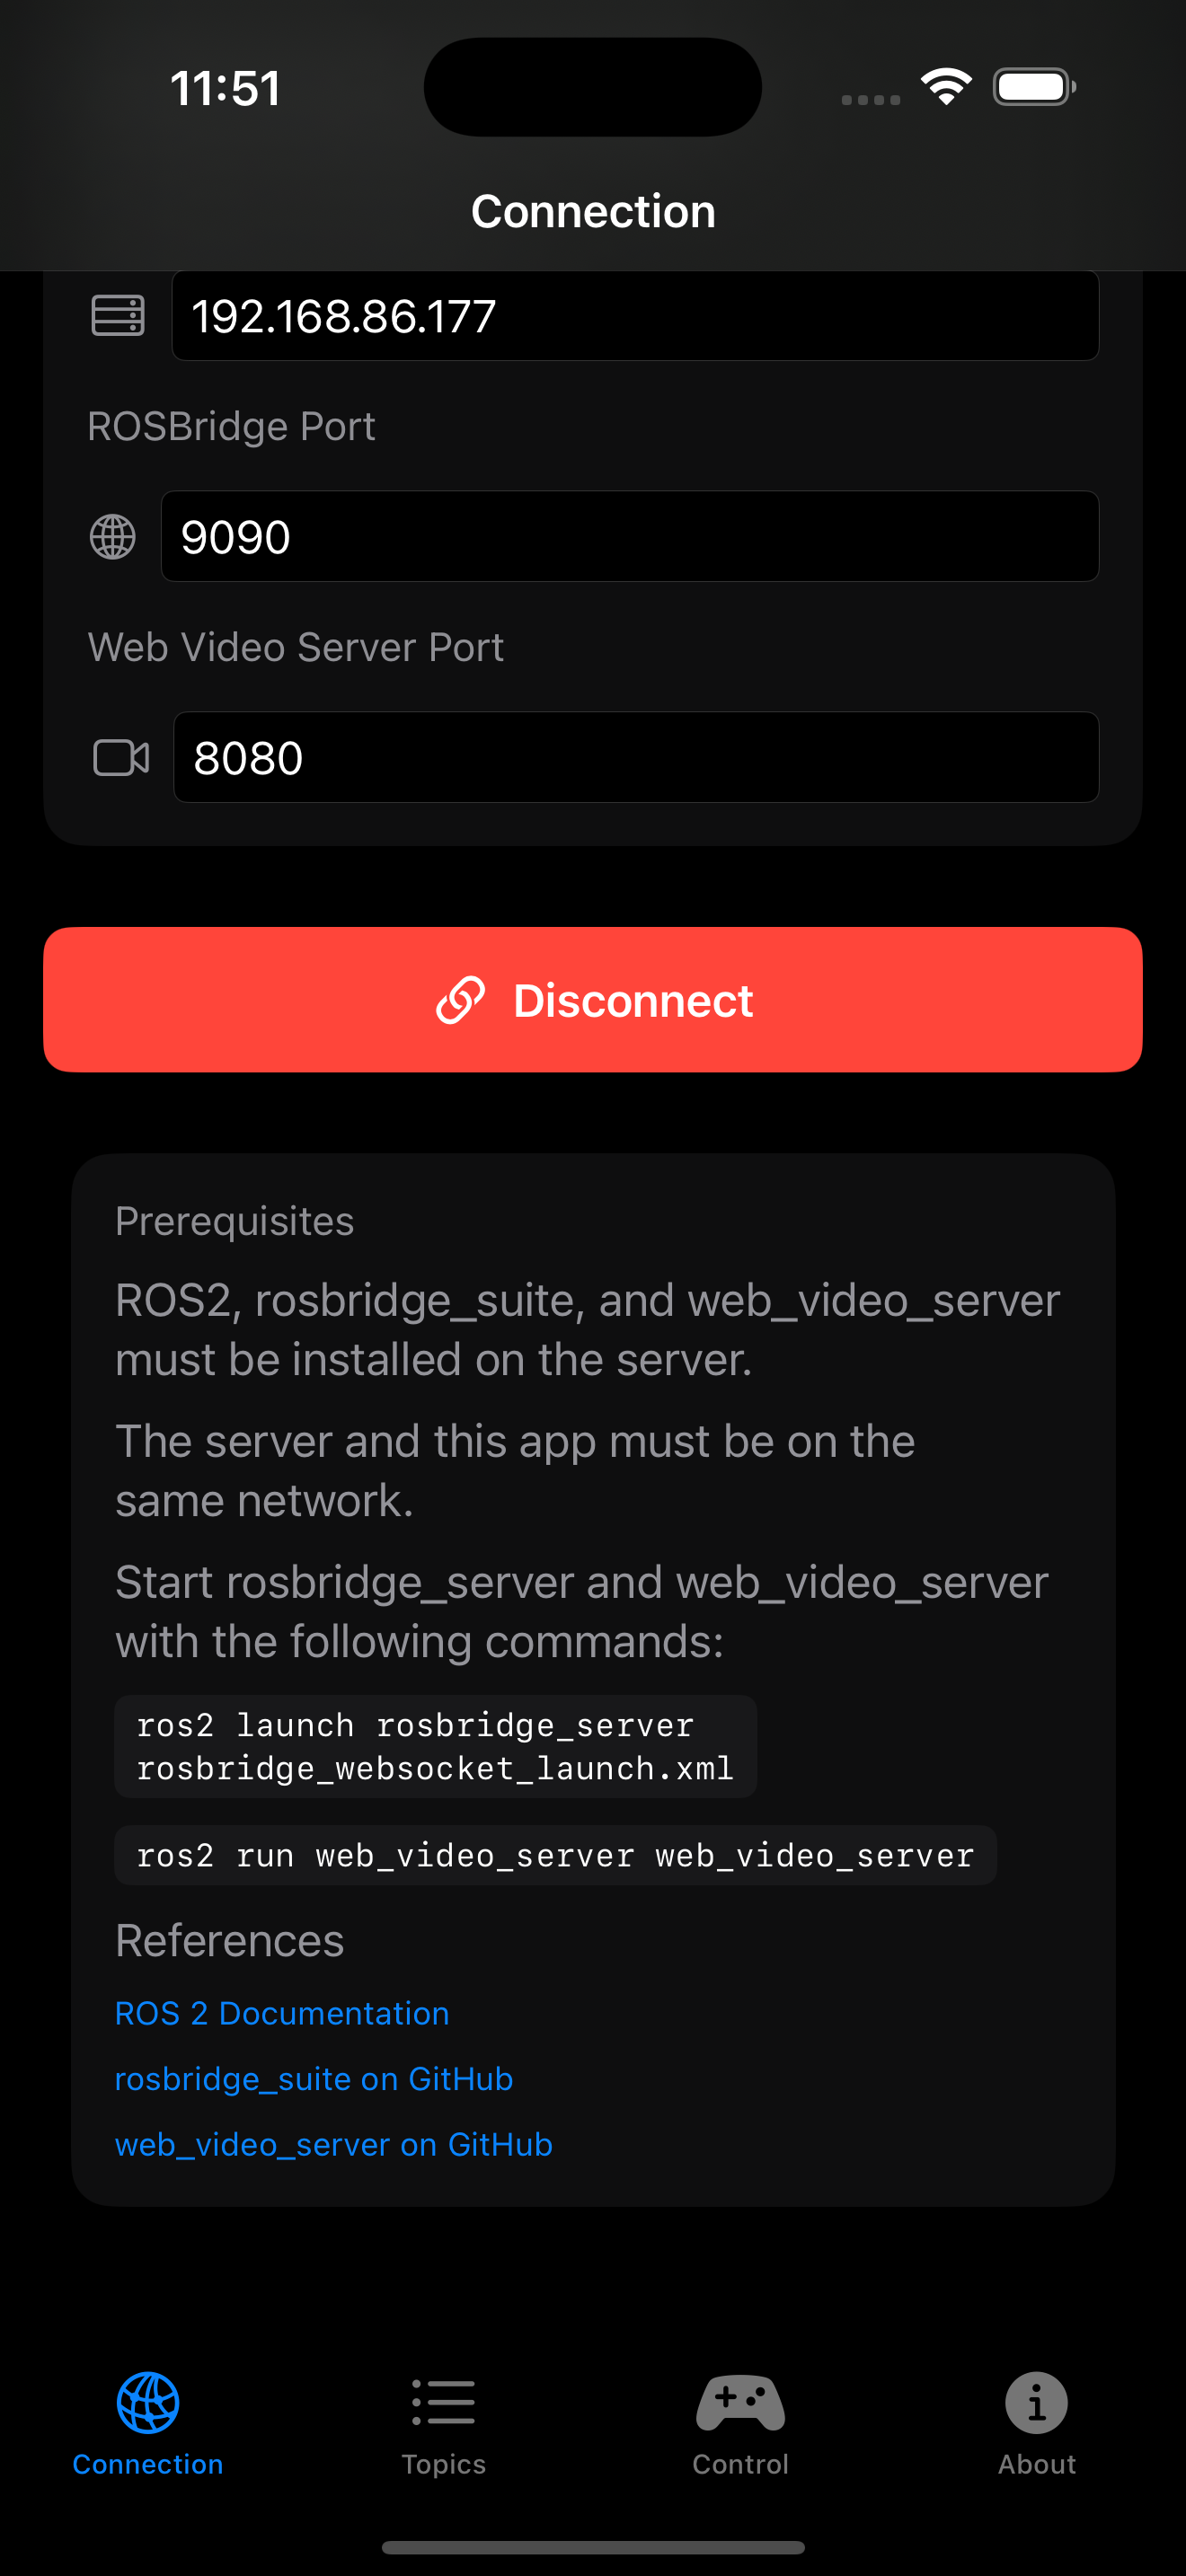 11:51
Connection
192.168.86.177
ROSBridge Port
9090
Web Video Server Port
8080
Disconnect
Prerequisites
ROS2, rosbridge_suite, and web_video_server
must be installed on the server.
The server and this app must be on the
same network.
Start rosbridge_server and web_video_server
with the following commands:
ros2 launch rosbridge_server
rosbridge_websocket_launch.xml
ros2 run web_video_server web_video_server
References
ROS 2 Documentation
rosbridge_suite on GitHub
web_video_server on GitHub
Connection
Topics
Control
About